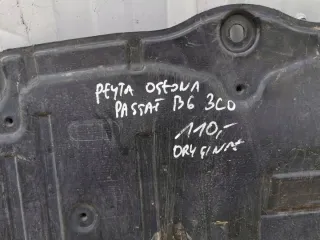 PŁYTA OSŁONA
PASSAT B6 3C0
110,-
ORYGINAŁ